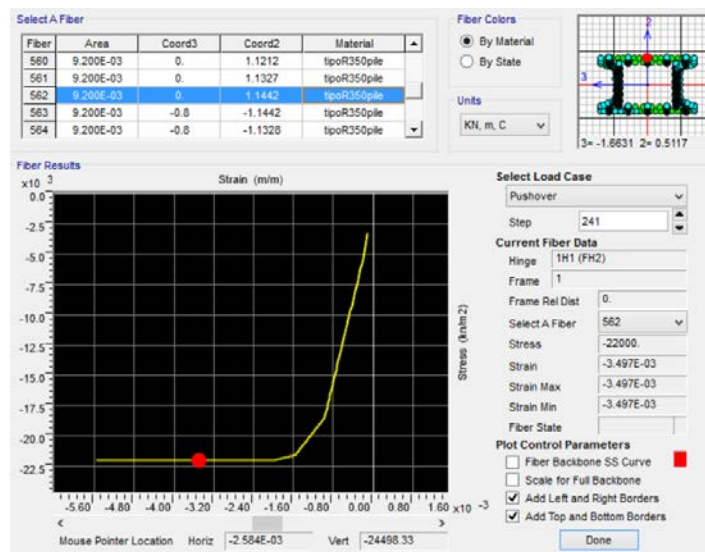 Select A Fiber
Fiber Area Coord3 Coord2 Material
560 9.200E-03 0. 1.1212 tipoR350pile
561 9.200E-03 0. 1.1327 tipoR350pile
562 9.200E-03 0. 1.1442 tipoR350pile
563 9.200E-03 -0.8 -1.1442 tipoR350pile
564 9.200E-03 -0.8 -1.1328 tipoR350pile
Fiber Colors
By Material
By State
Units
KN, m, C
2
3
3= -1.6631 2= 0.5117
Fiber Results
x10 3
Strain (m/m)
0.0
-2.5
-5.0
-7.5
-10.0
-12.5
-15.0
-17.5
-20.0
-22.5
Stress (kn/m2)
-5.60 -4.80 -4.00 -3.20 -2.40 -1.60 -0.80 0.00 0.80 1.60 x10 -3
Mouse Pointer Location Horiz -2.584E-03 Vert -24498.33
Select Load Case
Pushover
Step 241
Current Fiber Data
Hinge 1H1 (FH2)
Frame 1
Frame Rel Dist 0.
Select A Fiber 562
Stress -22000.
Strain -3.497E-03
Strain Max -3.497E-03
Strain Min -3.497E-03
Fiber State
Plot Control Parameters
Fiber Backbone SS Curve
Scale for Full Backbone
Add Left and Right Borders
Add Top and Bottom Borders
Done